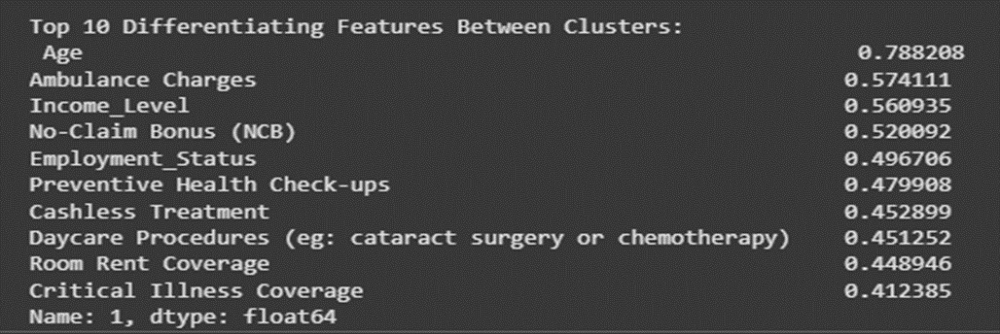 Top 10 Differentiating Features Between Clusters:
Age 0.788208
Ambulance Charges 0.574111
Income_Level 0.560935
No-Claim Bonus (NCB) 0.520092
Employment_Status 0.496706
Preventive Health Check-ups 0.479908
Cashless Treatment 0.452899
Daycare Procedures (eg: cataract surgery or chemotherapy) 0.451252
Room Rent Coverage 0.448946
Critical Illness Coverage 0.412385
Name: 1, dtype: float64